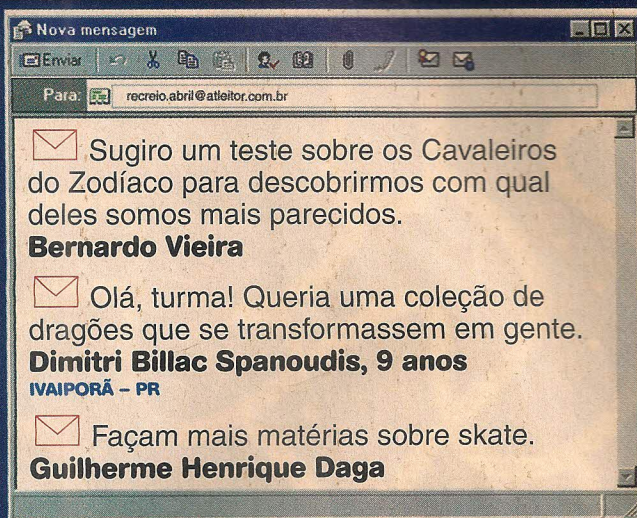 Nova mensagem
Enviar
Para: recreio.abril@atleitor.com.br
Sugiro um teste sobre os Cavaleiros
do Zodíaco para descobrirmos com qual
deles somos mais parecidos.
Bernardo Vieira
Olá, turma! Queria uma coleção de
dragões que se transformassem em gente.
Dimitri Billac Spanoudis, 9 anos
IVAIPORÃ – PR
Façam mais matérias sobre skate.
Guilherme Henrique Daga